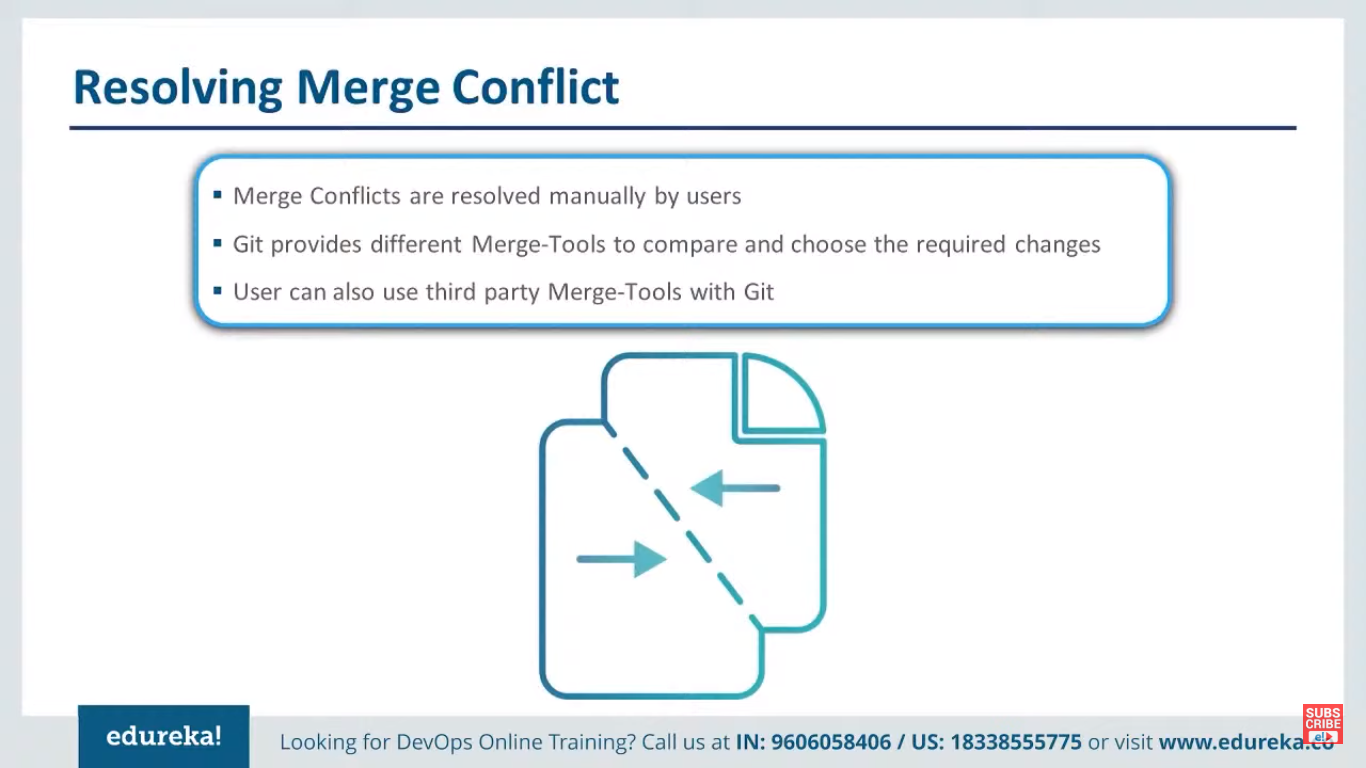 Resolving Merge Conflict
▪ Merge Conflicts are resolved manually by users
▪ Git provides different Merge-Tools to compare and choose the required changes
▪ User can also use third party Merge-Tools with Git
edureka!
Looking for DevOps Online Training? Call us at IN: 9606058406 / US: 18338555775 or visit www.edureka.co
SUBS
CRIBE
e!